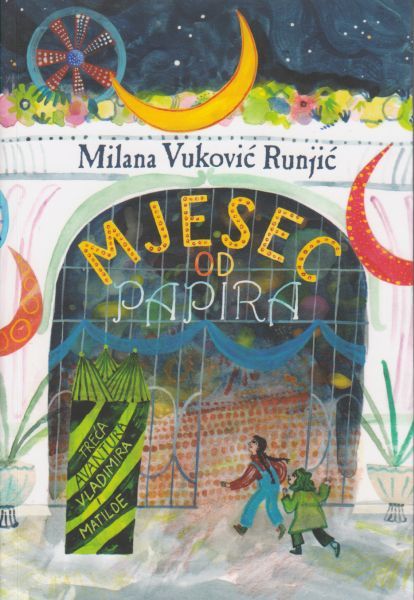 Milana Vuković Runjić
MJESEC
OD
PAPIRA
TREĆA
AVANTURA
VLADIMIRA
I
MATILDE